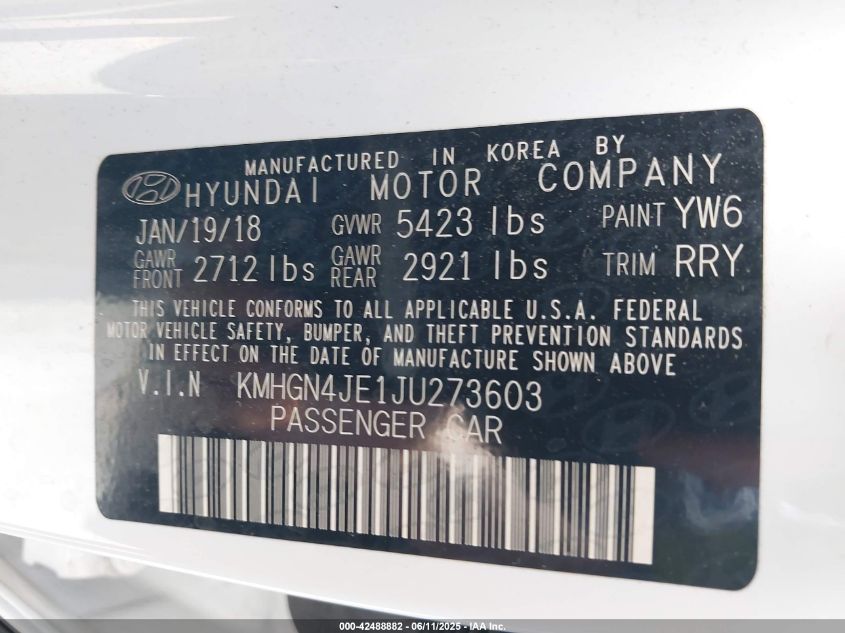 MANUFACTURED IN KOREA BY
HYUNDAI MOTOR COMPANY
JAN/19/18 GVWR 5423 lbs PAINT YW6
GAWR FRONT 2712 lbs GAWR REAR 2921 lbs TRIM RRY
THIS VEHICLE CONFORMS TO ALL APPLICABLE U.S.A. FEDERAL
MOTOR VEHICLE SAFETY, BUMPER, AND THEFT PREVENTION STANDARDS
IN EFFECT ON THE DATE OF MANUFACTURE SHOWN ABOVE
V.I.N KMHGN4JE1JU273603
PASSENGER CAR
000-42488882 - 06/11/2025 - IAA Inc.